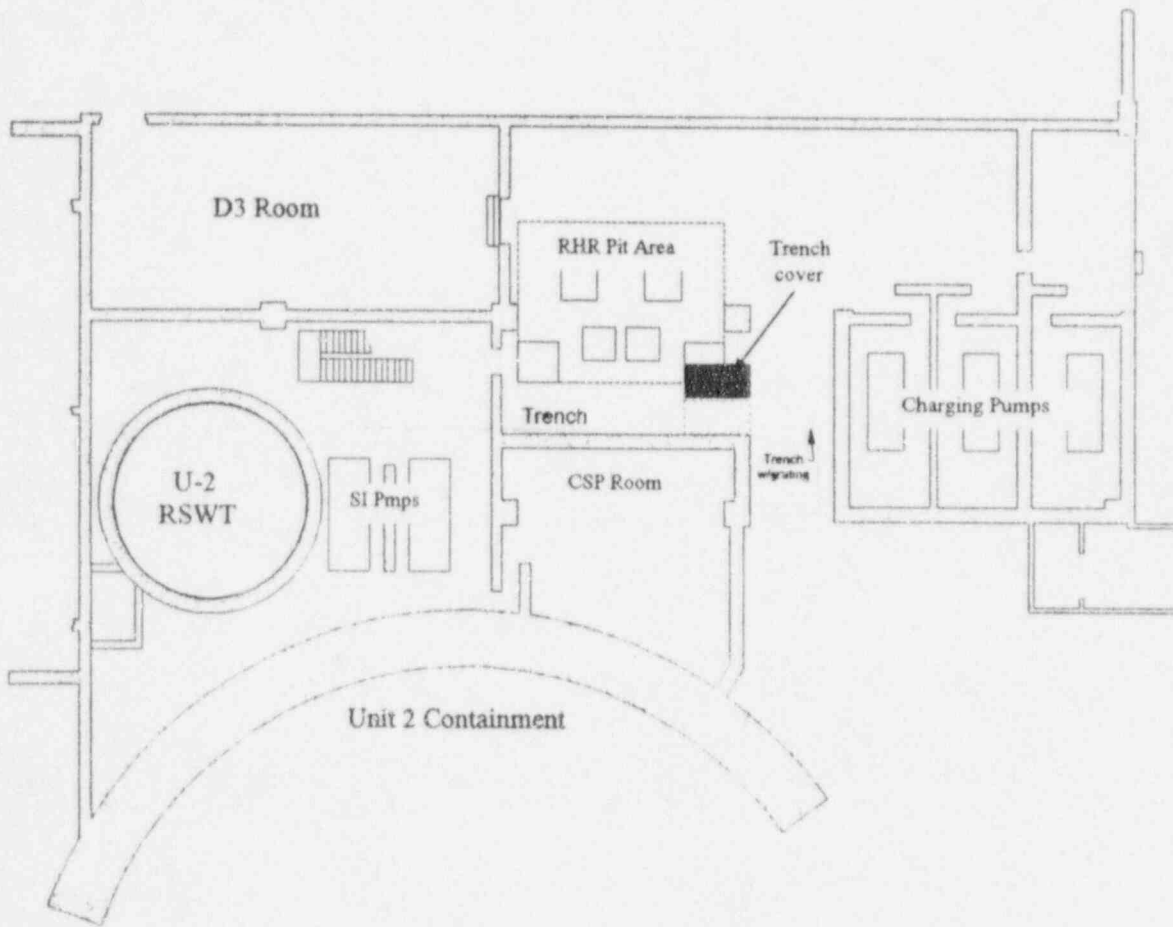 D3 Room
RHR Pit Area
Trench
cover
Charging Pumps
Trench
Trench
w/grating
U-2
RSWT
SI Pmps
CSP Room
Unit 2 Containment